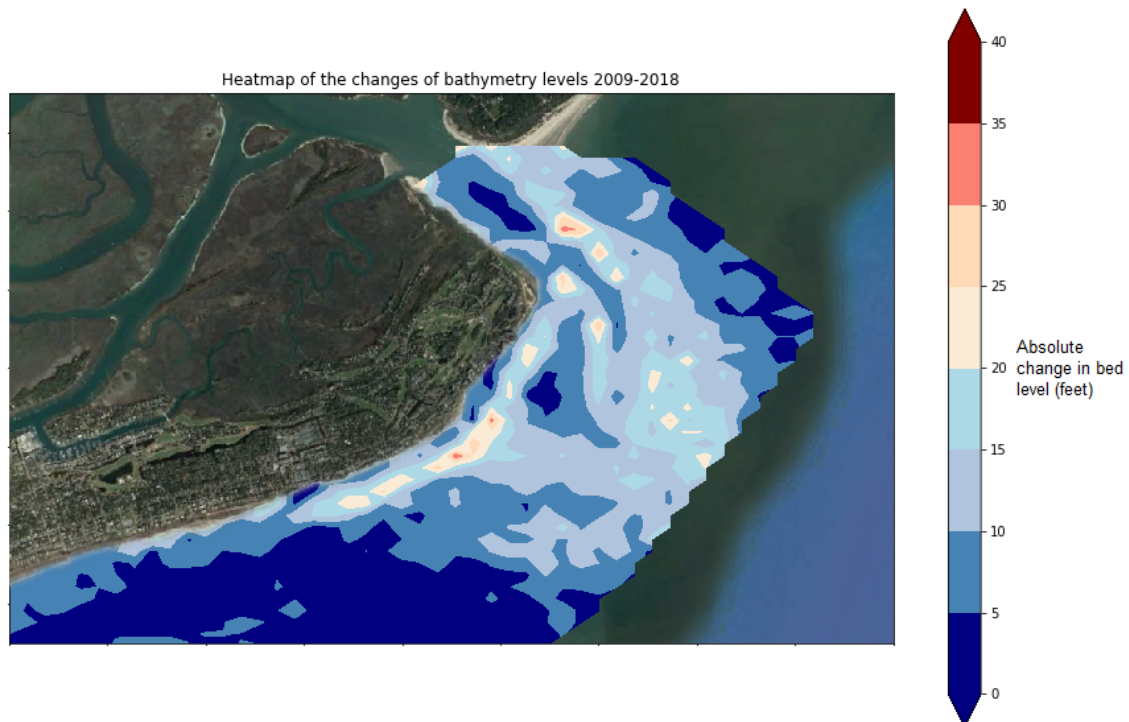 Heatmap of the changes of bathymetry levels 2009-2018
40
35
30
25
20
15
10
5
0
Absolute
change in bed
level (feet)